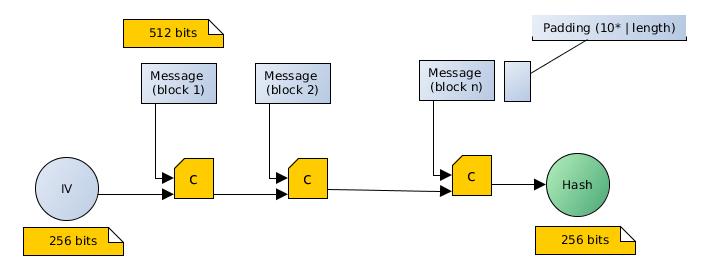 512 bits
Padding (10* | length)
Message
(block 1)
Message
(block 2)
Message
(block n)
C
C
C
IV
Hash
256 bits
256 bits